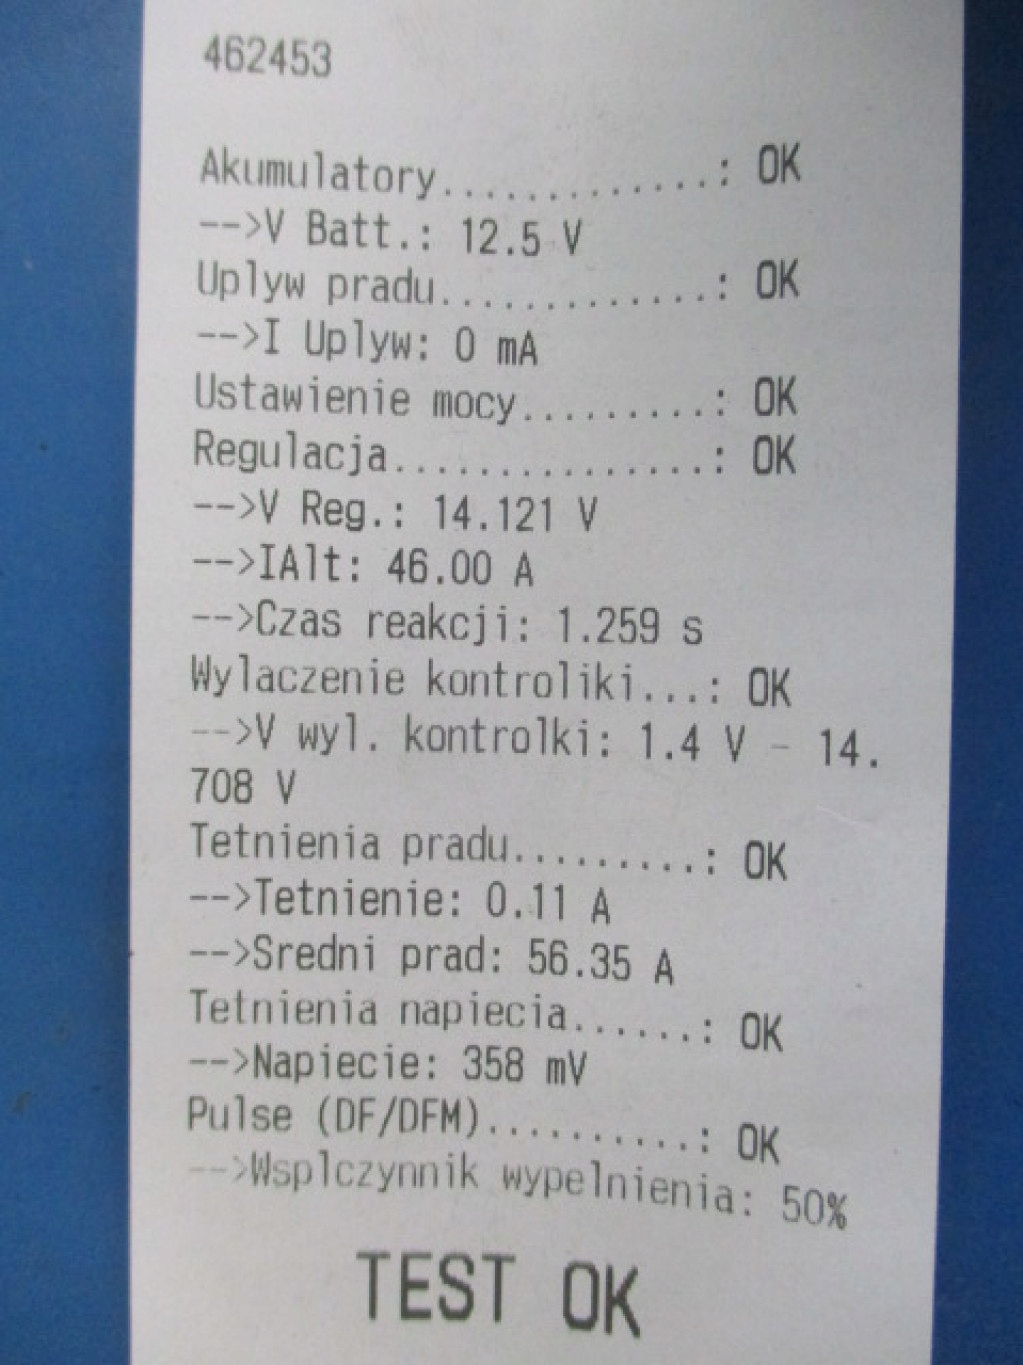 462453
Akumulatory.............: OK
-->V Batt.: 12.5 V
Uplyw pradu.............: OK
-->I Uplyw: 0 mA
Ustawienie mocy.........: OK
Regulacja................: OK
-->V Reg.: 14.121 V
-->IAlt: 46.00 A
-->Czas reakcji: 1.259 s
Wylaczenie kontroliki...: OK
-->V wyl. kontrolki: 1.4 V - 14.
708 V
Tetnienia pradu.........: OK
-->Tetnienie: 0.11 A
-->Sredni prad: 56.35 A
Tetnienia napiecia......: OK
-->Napiecie: 358 mV
Pulse (DF/DFM)..........: OK
-->Wsplczynnik wypelnienia: 50%
TEST OK